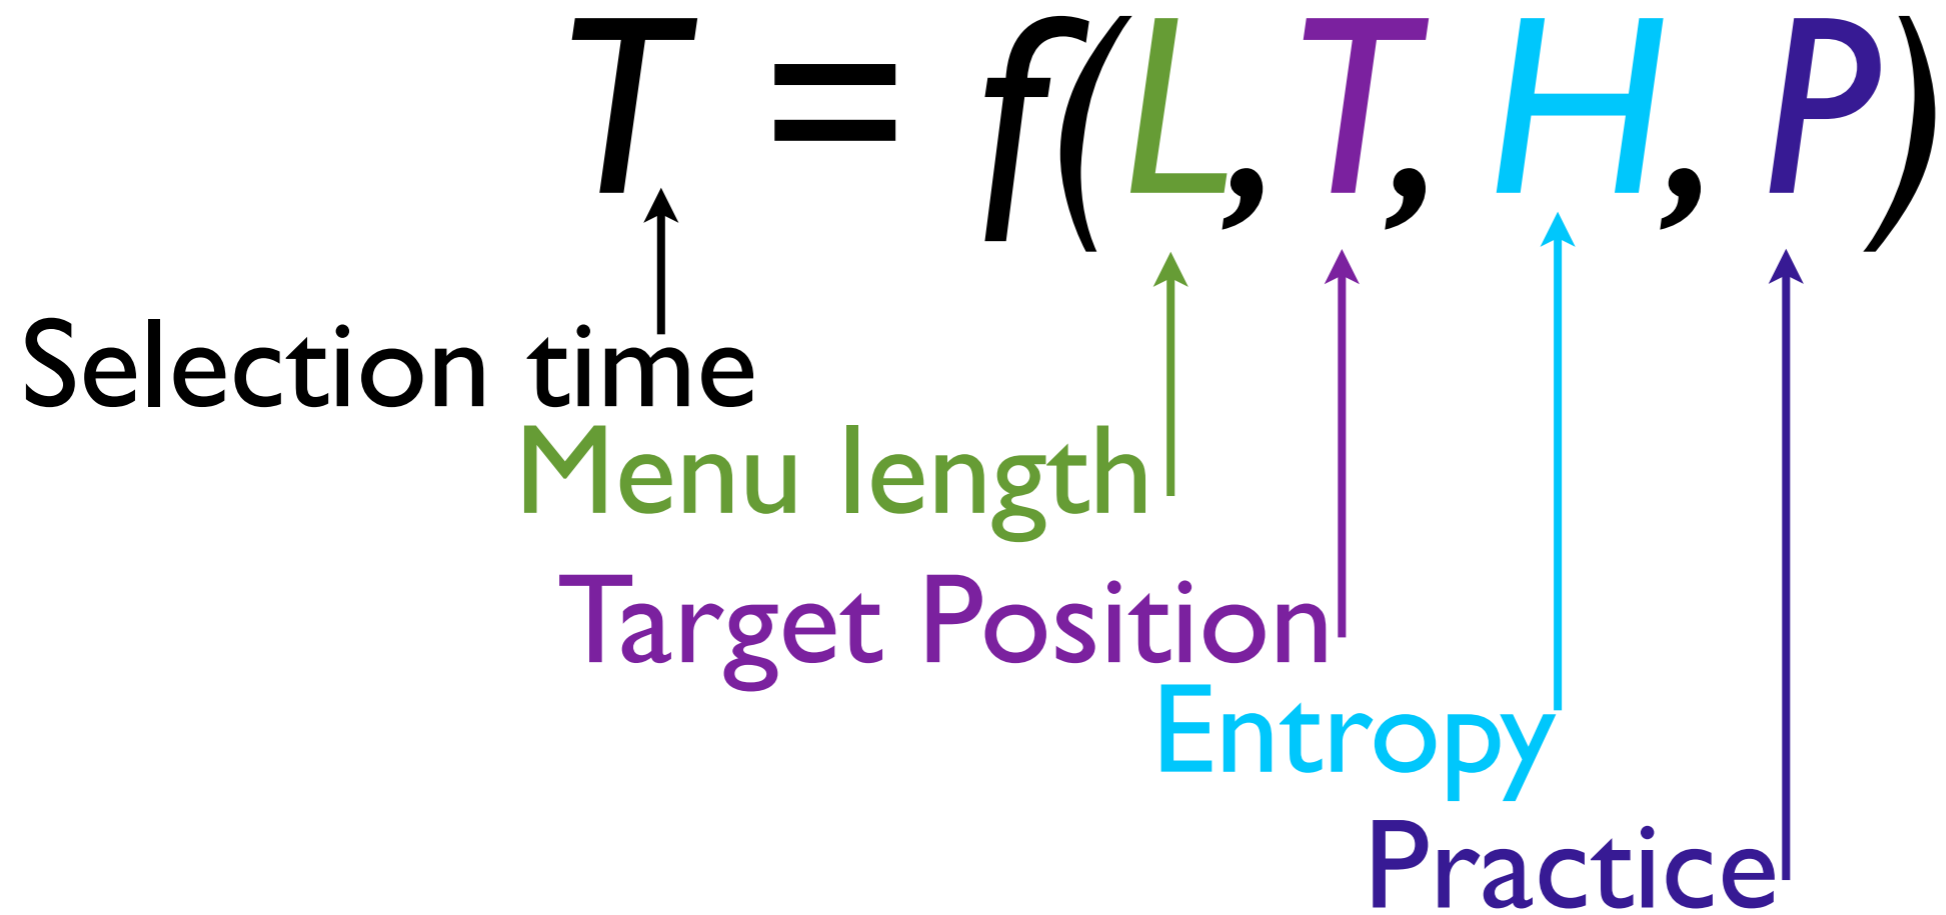 T = f(L, T, H, P)
Selection time
Menu length
Target Position
Entropy
Practice